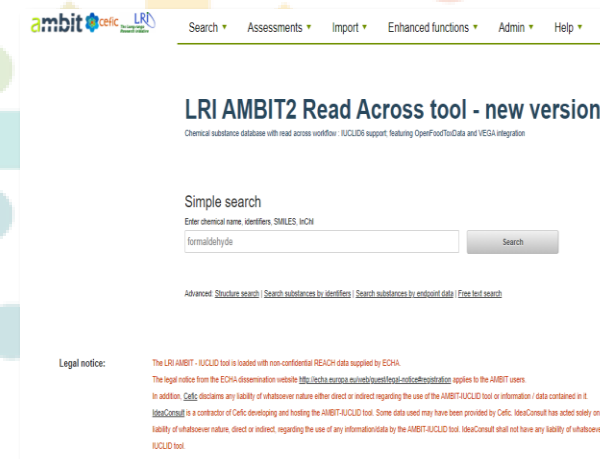 ambit cefic LRI
Search ▾ Assessments ▾ Import ▾ Enhanced functions ▾ Admin ▾ Help ▾
LRI AMBIT2 Read Across tool - new version
Chemical substance database with read across workflow : IUCLID6 support; featuring OpenFoodToxData and VEGA integration
Simple search
Enter chemical name, identifiers, SMILES, InChI
formaldehyde
Search
Advanced: Structure search | Search substances by identifiers | Search substances by endpoint data | Free text search
Legal notice:
The LRI AMBIT - IUCLID tool is loaded with non-confidential REACH data supplied by ECHA.
The legal notice from the ECHA dissemination website http://echa.europa.eu/web/guest/legal-notice#registration applies to the AMBIT users.
In addition, Cefic disclaims any liability of whatsoever nature either direct or indirect regarding the use of the AMBIT-IUCLID tool or information / data contained in it.
IdeaConsult is a contractor of Cefic developing and hosting the AMBIT-IUCLID tool. Some data used may have been provided by Cefic. IdeaConsult has acted solely on
liability of whatsoever nature, direct or indirect, regarding the use of any information/data by the AMBIT-IUCLID tool. IdeaConsult shall not have any liability of whatsoeve
IUCLID tool.